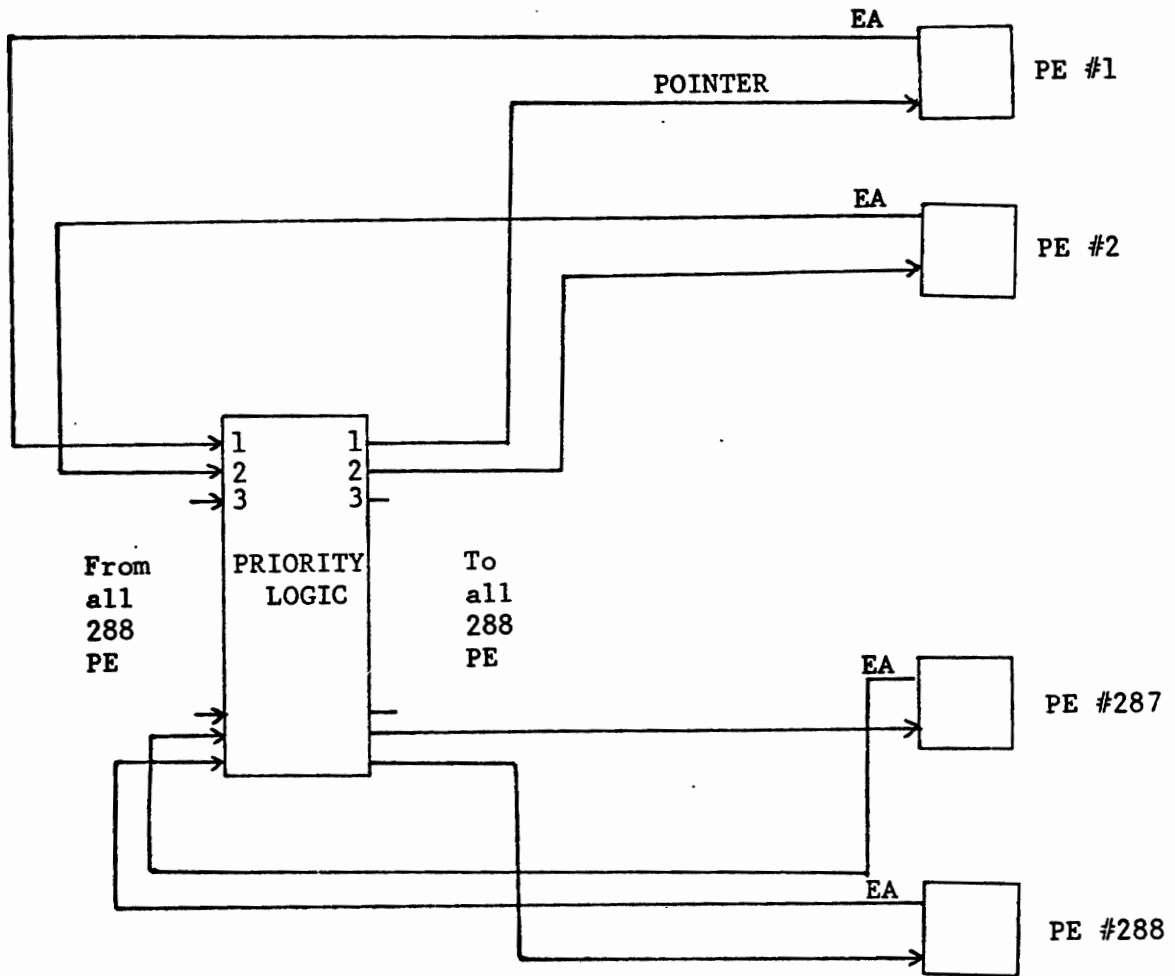 EA
PE #1
POINTER
EA
PE #2
1 1
2 2
3 3
From
all
288
PE
PRIORITY
LOGIC
To
all
288
PE
EA
PE #287
EA
PE #288